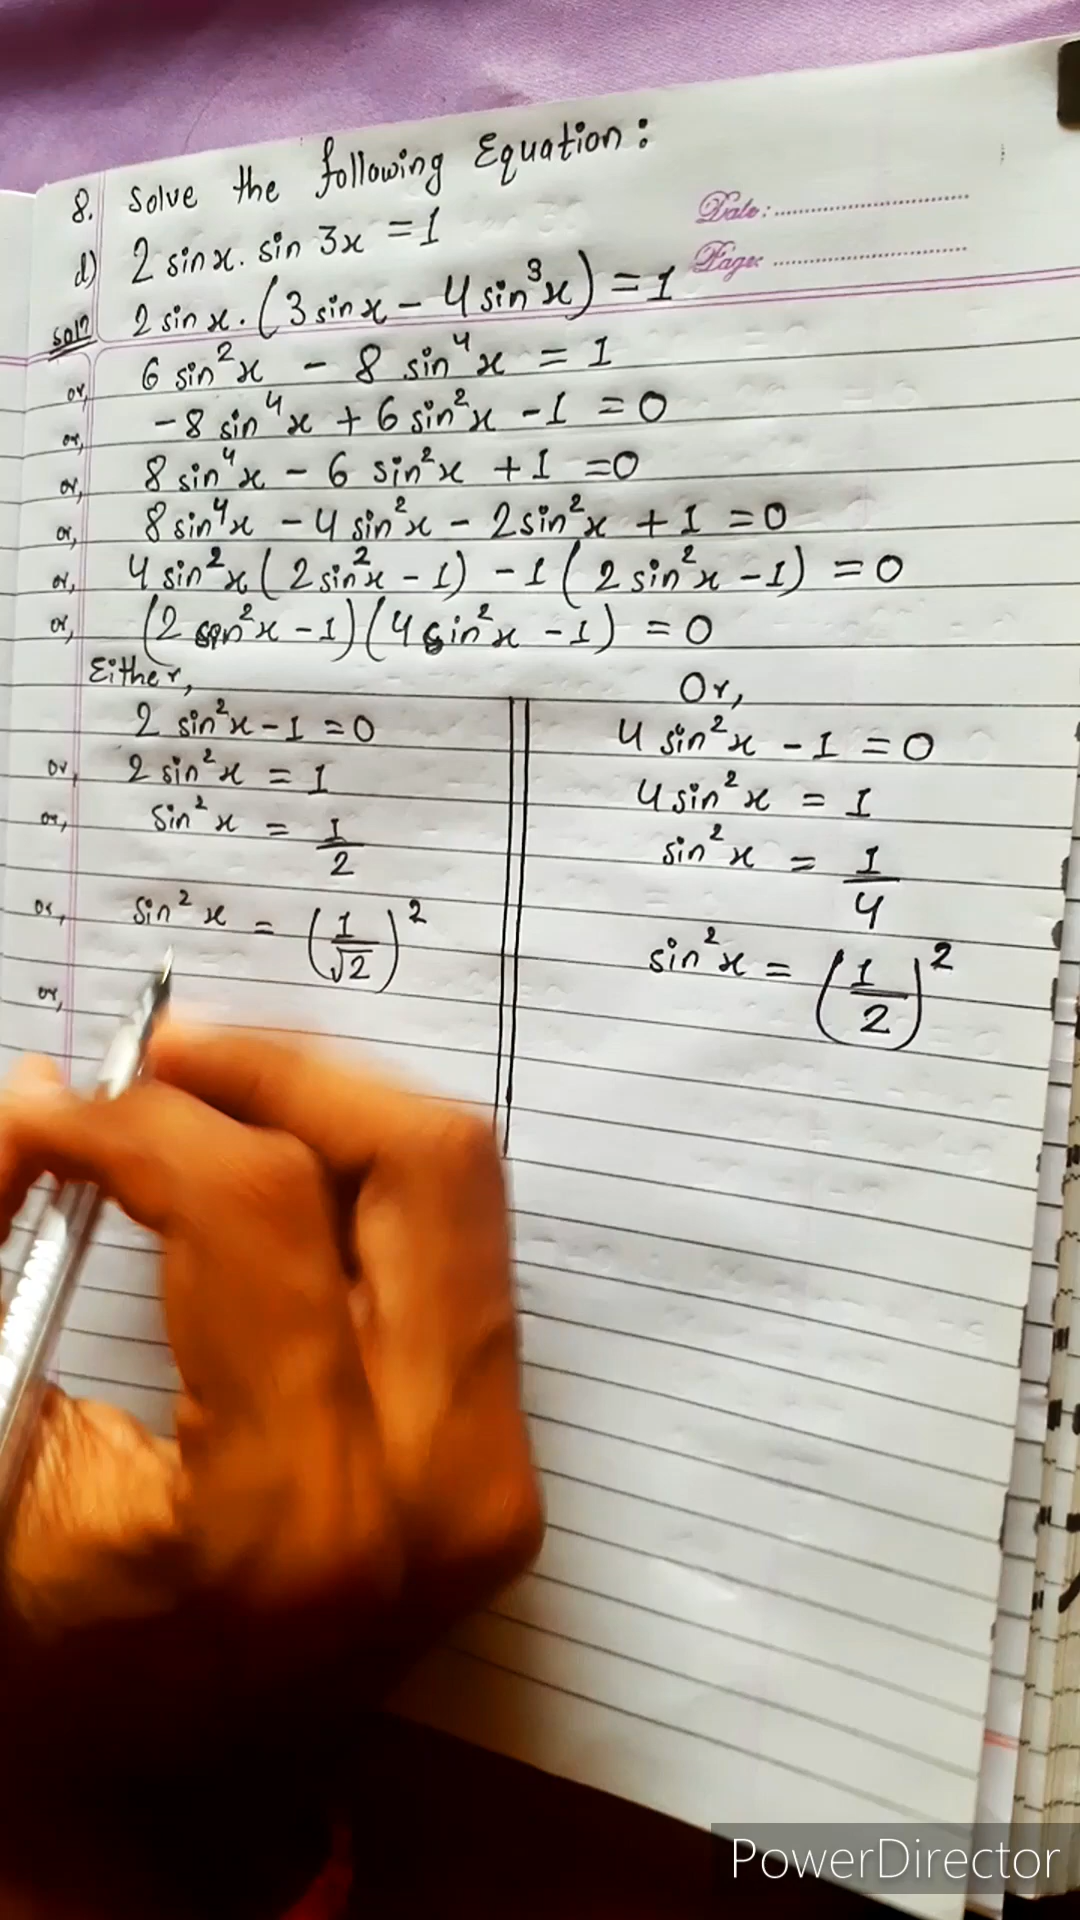 8. Solve the following Equation:
Date:
d) 2 sin x. sin 3x = 1
Page:
soln 2 sin x. (3 sin x - 4 sin³x) = 1
or, 6 sin²x - 8 sin⁴x = 1
or, -8 sin⁴x + 6 sin²x - 1 = 0
or, 8 sin⁴x - 6 sin²x + 1 = 0
or, 8 sin⁴x - 4 sin²x - 2 sin²x + 1 = 0
or, 4 sin²x (2 sin²x - 1) - 1 (2 sin²x - 1) = 0
or, (2 sin²x - 1)(4 sin²x - 1) = 0
Either,
2 sin²x - 1 = 0
or, 2 sin²x = 1
or, Sin²x = 1/2
or, sin²x = (1/√2)²
or,
Or,
4 sin²x - 1 = 0
4 sin²x = 1
sin²x = 1/4
sin²x = (1/2)²
PowerDirector